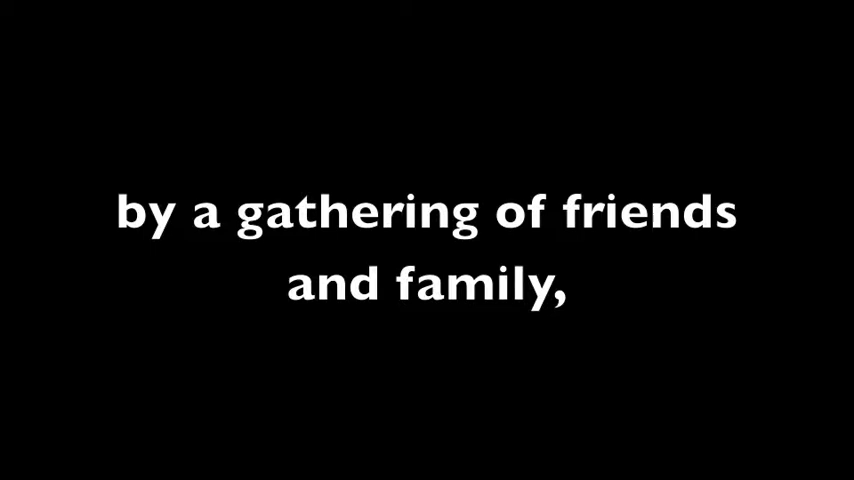 by a gathering of friends
and family,